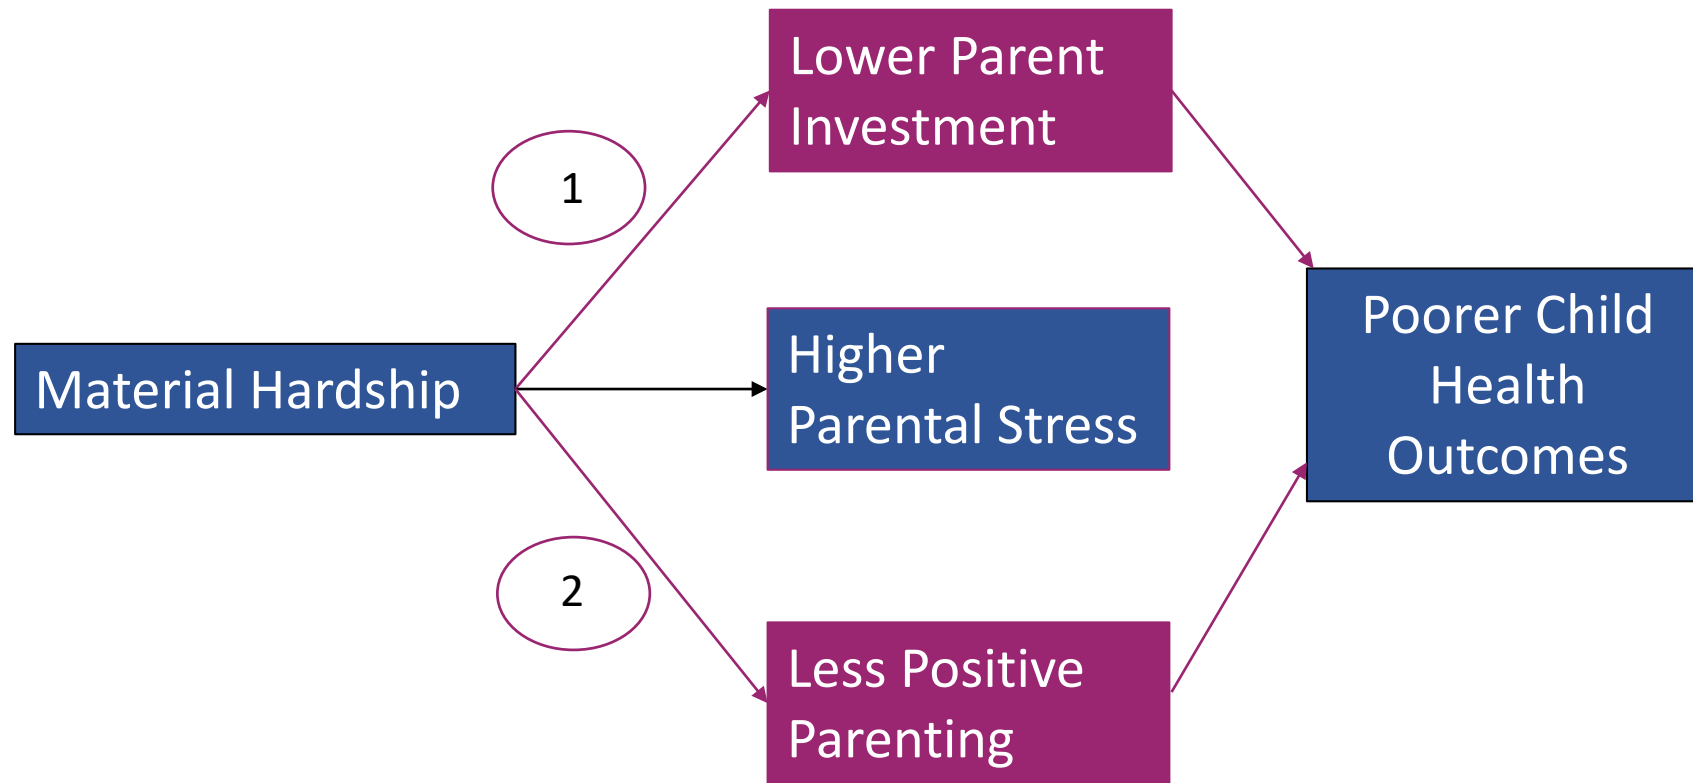 Lower Parent
Investment
1
Material Hardship
Higher
Parental Stress
Poorer Child
Health
Outcomes
2
Less Positive
Parenting